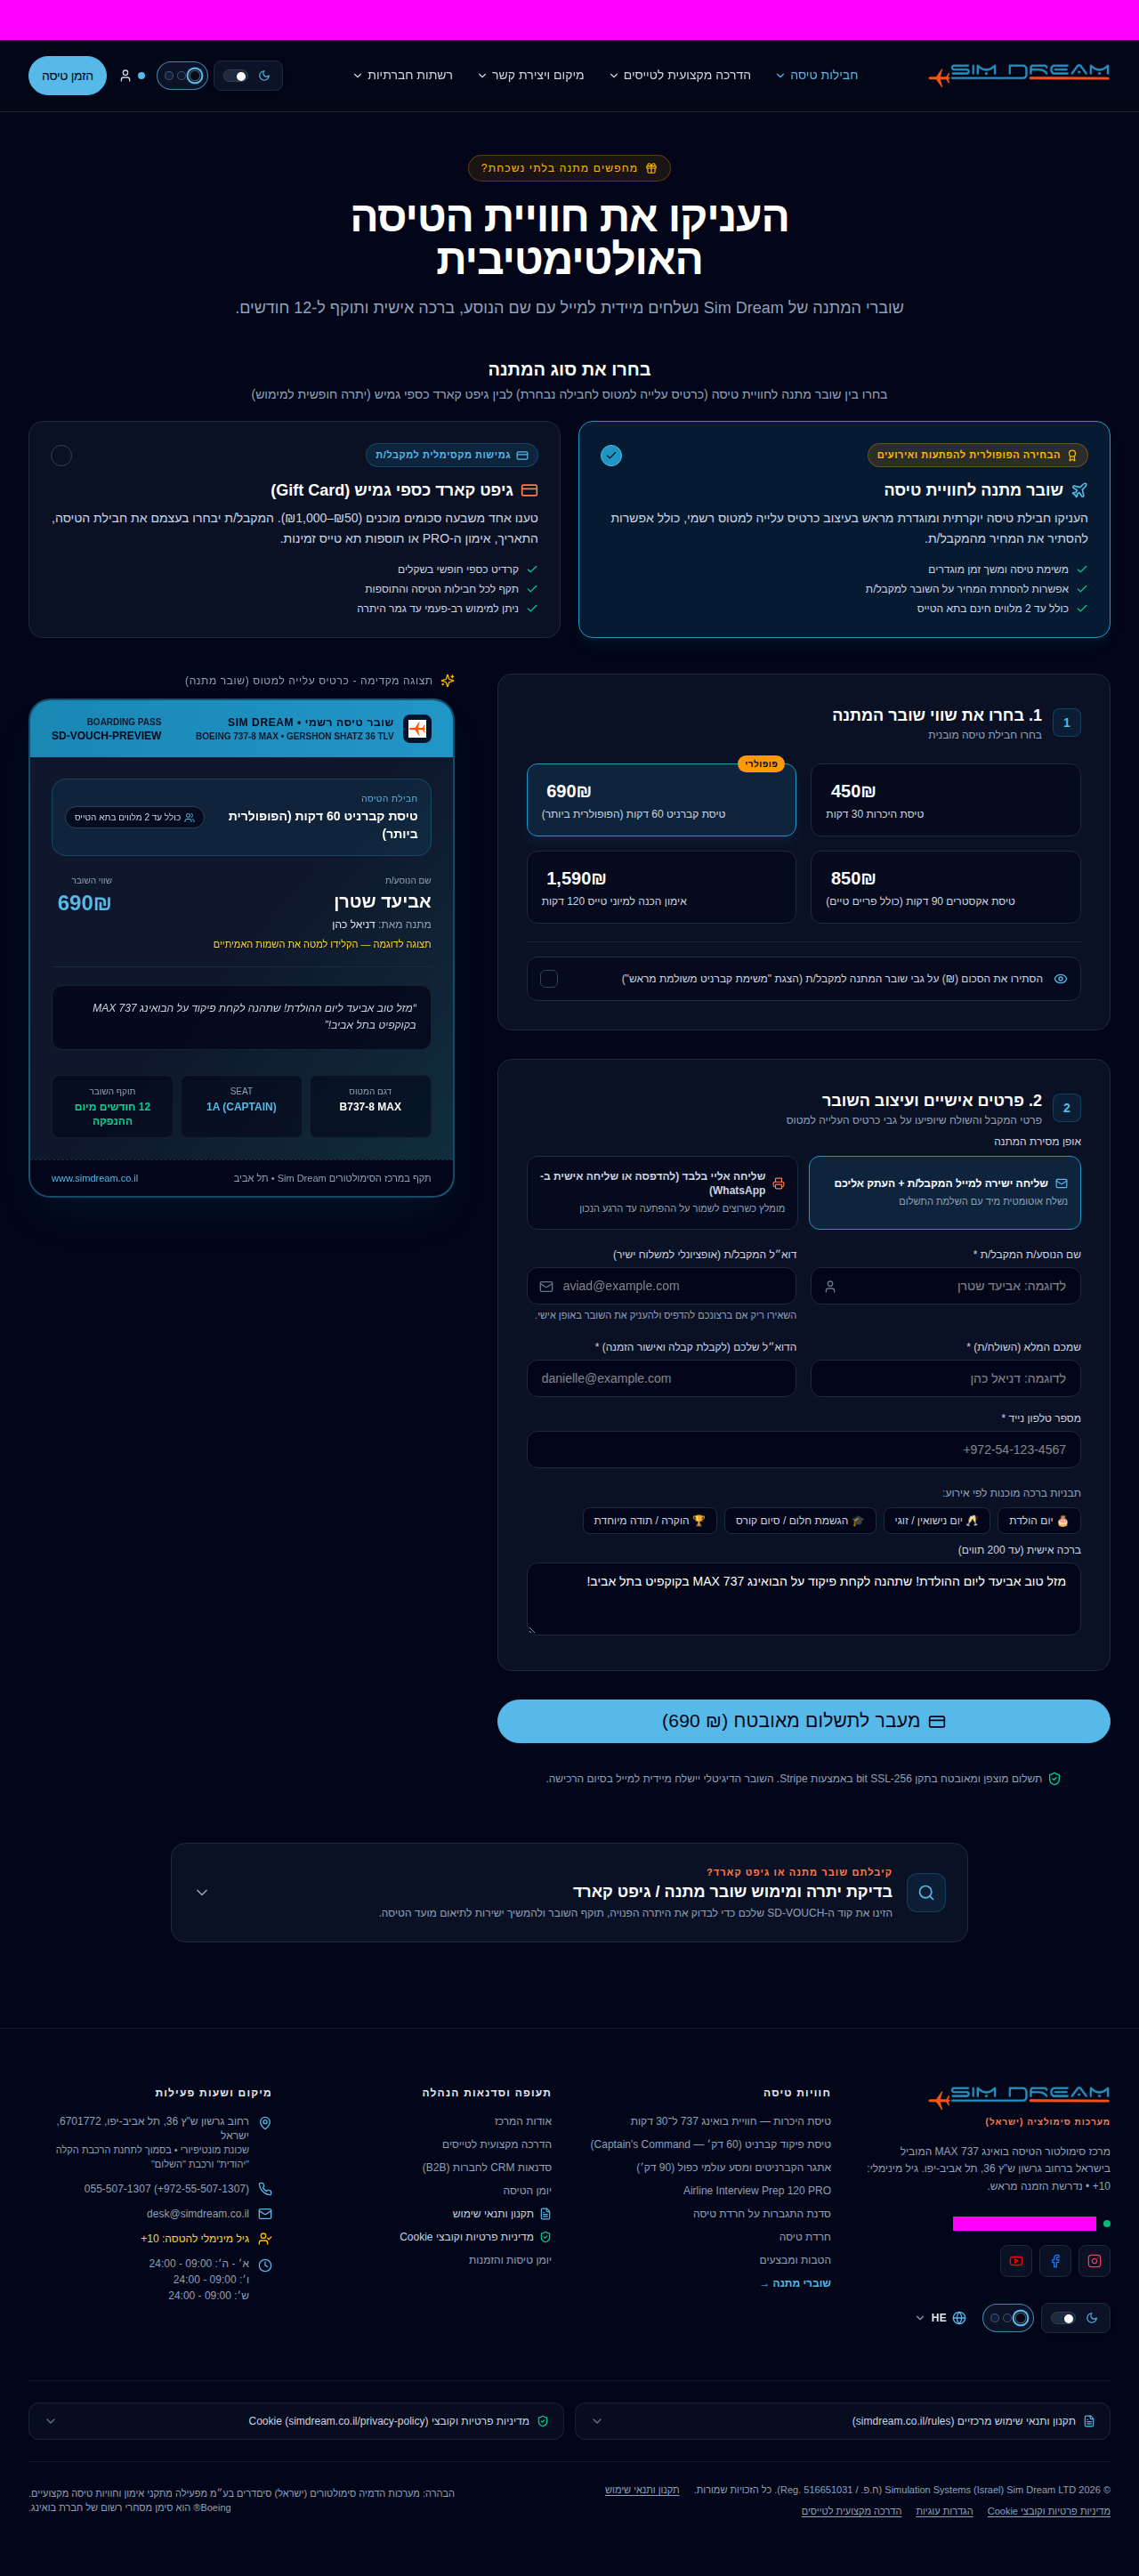 SIM DREAM
חבילות טיסה
הדרכה מקצועית לטייסים
מיקום ויצירת קשר
רשתות חברתיות
הזמן טיסה
מחפשים מתנה בלתי נשכחת?
העניקו את חוויית הטיסה
האולטימטיבית
שוברי המתנה של Sim Dream נשלחים מיידית למייל עם שם הנוסע, ברכה אישית ותוקף ל-12 חודשים.
בחרו את סוג המתנה
בחרו בין שובר מתנה לחוויית טיסה (כרטיס עלייה למטוס לחבילה נבחרת) לבין גיפט קארד כספי גמיש (יתרה חופשית למימוש)
הבחירה הפופולרית להפתעות ואירועים
שובר מתנה לחוויית טיסה
העניקו חבילת טיסה יוקרתית ומוגדרת מראש בעיצוב כרטיס עלייה למטוס רשמי, כולל אפשרות
להסתיר את המחיר מהמקבל/ת.
משימת טיסה ומשך זמן מוגדרים
אפשרות להסתרת המחיר על השובר למקבל/ת
כולל עד 2 מלווים חינם בתא הטייס
גמישות מקסימלית למקבל/ת
גיפט קארד כספי גמיש (Gift Card)
טענו אחד משבעה סכומים מוכנים (₪50–₪1,000). המקבל/ת יבחרו בעצמם את חבילת הטיסה,
התאריך, אימון ה-PRO או תוספות תא טייס זמינות.
קרדיט כספי חופשי בשקלים
תקף לכל חבילות הטיסה והתוספות
ניתן למימוש רב-פעמי עד גמר היתרה
1
1. בחרו את שווי שובר המתנה
בחרו חבילת טיסה מובנית
₪450
טיסת היכרות 30 דקות
פופולרי
₪690
טיסת קברניט 60 דקות (הפופולרית ביותר)
₪850
טיסת אקסטרים 90 דקות (כולל פריים טיים)
₪1,590
אימון הכנה למיוני טייס 120 דקות
הסתירו את הסכום (₪) על גבי שובר המתנה למקבל/ת (הצגת "משימת קברניט משולמת מראש")
2
2. פרטים אישיים ועיצוב השובר
פרטי המקבל והשולח שיופיעו על גבי כרטיס העלייה למטוס
אופן מסירת המתנה
שליחה ישירה למייל המקבל/ת + העתק אליכם
נשלח אוטומטית מיד עם השלמת התשלום
שליחה אליי בלבד (להדפסה או שליחה אישית ב-
WhatsApp)
מומלץ כשרוצים לשמור על ההפתעה עד הרגע הנכון
שם הנוסע/ת המקבל/ת *
לדוגמה: אביעד שטרן
דוא״ל המקבל/ת (אופציונלי למשלוח ישיר)
aviad@example.com
השאירו ריק אם ברצונכם להדפיס ולהעניק את השובר באופן אישי.
שמכם המלא (השולח/ת) *
לדוגמה: דניאל כהן
הדוא״ל שלכם (לקבלת קבלה ואישור הזמנה) *
danielle@example.com
מספר טלפון נייד *
+972-54-123-4567
תבניות ברכה מוכנות לפי אירוע:
🎂 יום הולדת
🥂 יום נישואין / זוגי
🎓 הגשמת חלום / סיום קורס
🏆 הוקרה / תודה מיוחדת
ברכה אישית (עד 200 תווים)
מזל טוב אביעד ליום ההולדת! שתהנה לקחת פיקוד על הבואינג 737 MAX בקוקפיט בתל אביב!
מעבר לתשלום מאובטח (₪ 690)
תשלום מוצפן ומאובטח בתקן 256-bit SSL באמצעות Stripe. השובר הדיגיטלי יישלח מיידית למייל בסיום הרכישה.
תצוגה מקדימה - כרטיס עלייה למטוס (שובר מתנה)
שובר טיסה רשמי • SIM DREAM
BOEING 737-8 MAX • GERSHON SHATZ 36 TLV
BOARDING PASS
SD-VOUCH-PREVIEW
חבילת הטיסה
טיסת קברניט 60 דקות (הפופולרית
ביותר)
כולל עד 2 מלווים בתא הטייס
שם הנוסע/ת
אביעד שטרן
מתנה מאת: דניאל כהן
תצוגה לדוגמה — הקלידו למטה את השמות האמיתיים
שווי השובר
₪690
"מזל טוב אביעד ליום ההולדת! שתהנה לקחת פיקוד על הבואינג 737 MAX
בקוקפיט בתל אביב!"
דגם המטוס
B737-8 MAX
SEAT
1A (CAPTAIN)
תוקף השובר
12 חודשים מיום
ההנפקה
תקף במרכז הסימולטורים Sim Dream • תל אביב
www.simdream.co.il
קיבלתם שובר מתנה או גיפט קארד?
בדיקת יתרה ומימוש שובר מתנה / גיפט קארד
הזינו את קוד ה-SD-VOUCH שלכם כדי לבדוק את היתרה הפנויה, תוקף השובר ולהמשיך ישירות לתיאום מועד הטיסה.
SIM DREAM
מערכות סימולציה (ישראל)
מרכז סימולטור הטיסה בואינג 737 MAX המוביל
בישראל ברחוב גרשון ש״ץ 36, תל אביב-יפו. גיל מינימלי:
10+ • נדרשת הזמנה מראש.
HE
חוויות טיסה
טיסת היכרות — חוויית בואינג 737 ל־30 דקות
טיסת פיקוד קברניט (60 דק׳ — Captain's Command)
אתגר הקברניטים ומסע עולמי כפול (90 דק׳)
Airline Interview Prep 120 PRO
סדנת התגברות על חרדת טיסה
חרדת טיסה
הטבות ומבצעים
שוברי מתנה →
תעופה וסדנאות הנהלה
אודות המרכז
הדרכה מקצועית לטייסים
סדנאות CRM לחברות (B2B)
יומן הטיסה
תקנון ותנאי שימוש
מדיניות פרטיות וקובצי Cookie
יומן טיסות והזמנות
מיקום ושעות פעילות
רחוב גרשון ש״ץ 36, תל אביב-יפו, 6701772,
ישראל
שכונת מונטיפיורי • בסמוך לתחנת הרכבת הקלה
"יהודית" ורכבת "השלום"
055-507-1307 (+972-55-507-1307)
desk@simdream.co.il
גיל מינימלי להטסה: 10+
א׳ - ה׳: 09:00 - 24:00
ו׳: 09:00 - 24:00
ש׳: 09:00 - 24:00
תקנון ותנאי שימוש מרכזיים (simdream.co.il/rules)
מדיניות פרטיות וקובצי Cookie (simdream.co.il/privacy-policy)
© 2026 Simulation Systems (Israel) Sim Dream LTD (ח.פ. / Reg. 516651031). כל הזכויות שמורות.
תקנון ותנאי שימוש
מדיניות פרטיות וקובצי Cookie
הגדרות עוגיות
הדרכה מקצועית לטייסים
הבהרה: מערכות הדמיה סימולטורים (ישראל) סימדרים בע״מ מפעילה מתקני אימון וחוויות טיסה מקצועיים.
Boeing® הוא סימן מסחרי רשום של חברת בואינג.